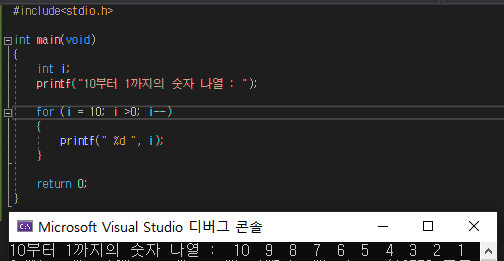 #include<stdio.h>
int main(void)
{
int i;
printf("10부터 1까지의 숫자 나열 : ");
for (i = 10; i >0; i--)
{
printf(" %d ", i);
}
return 0;
}
Microsoft Visual Studio 디버그 콘솔
10부터 1까지의 숫자 나열 : 10 9 8 7 6 5 4 3 2 1